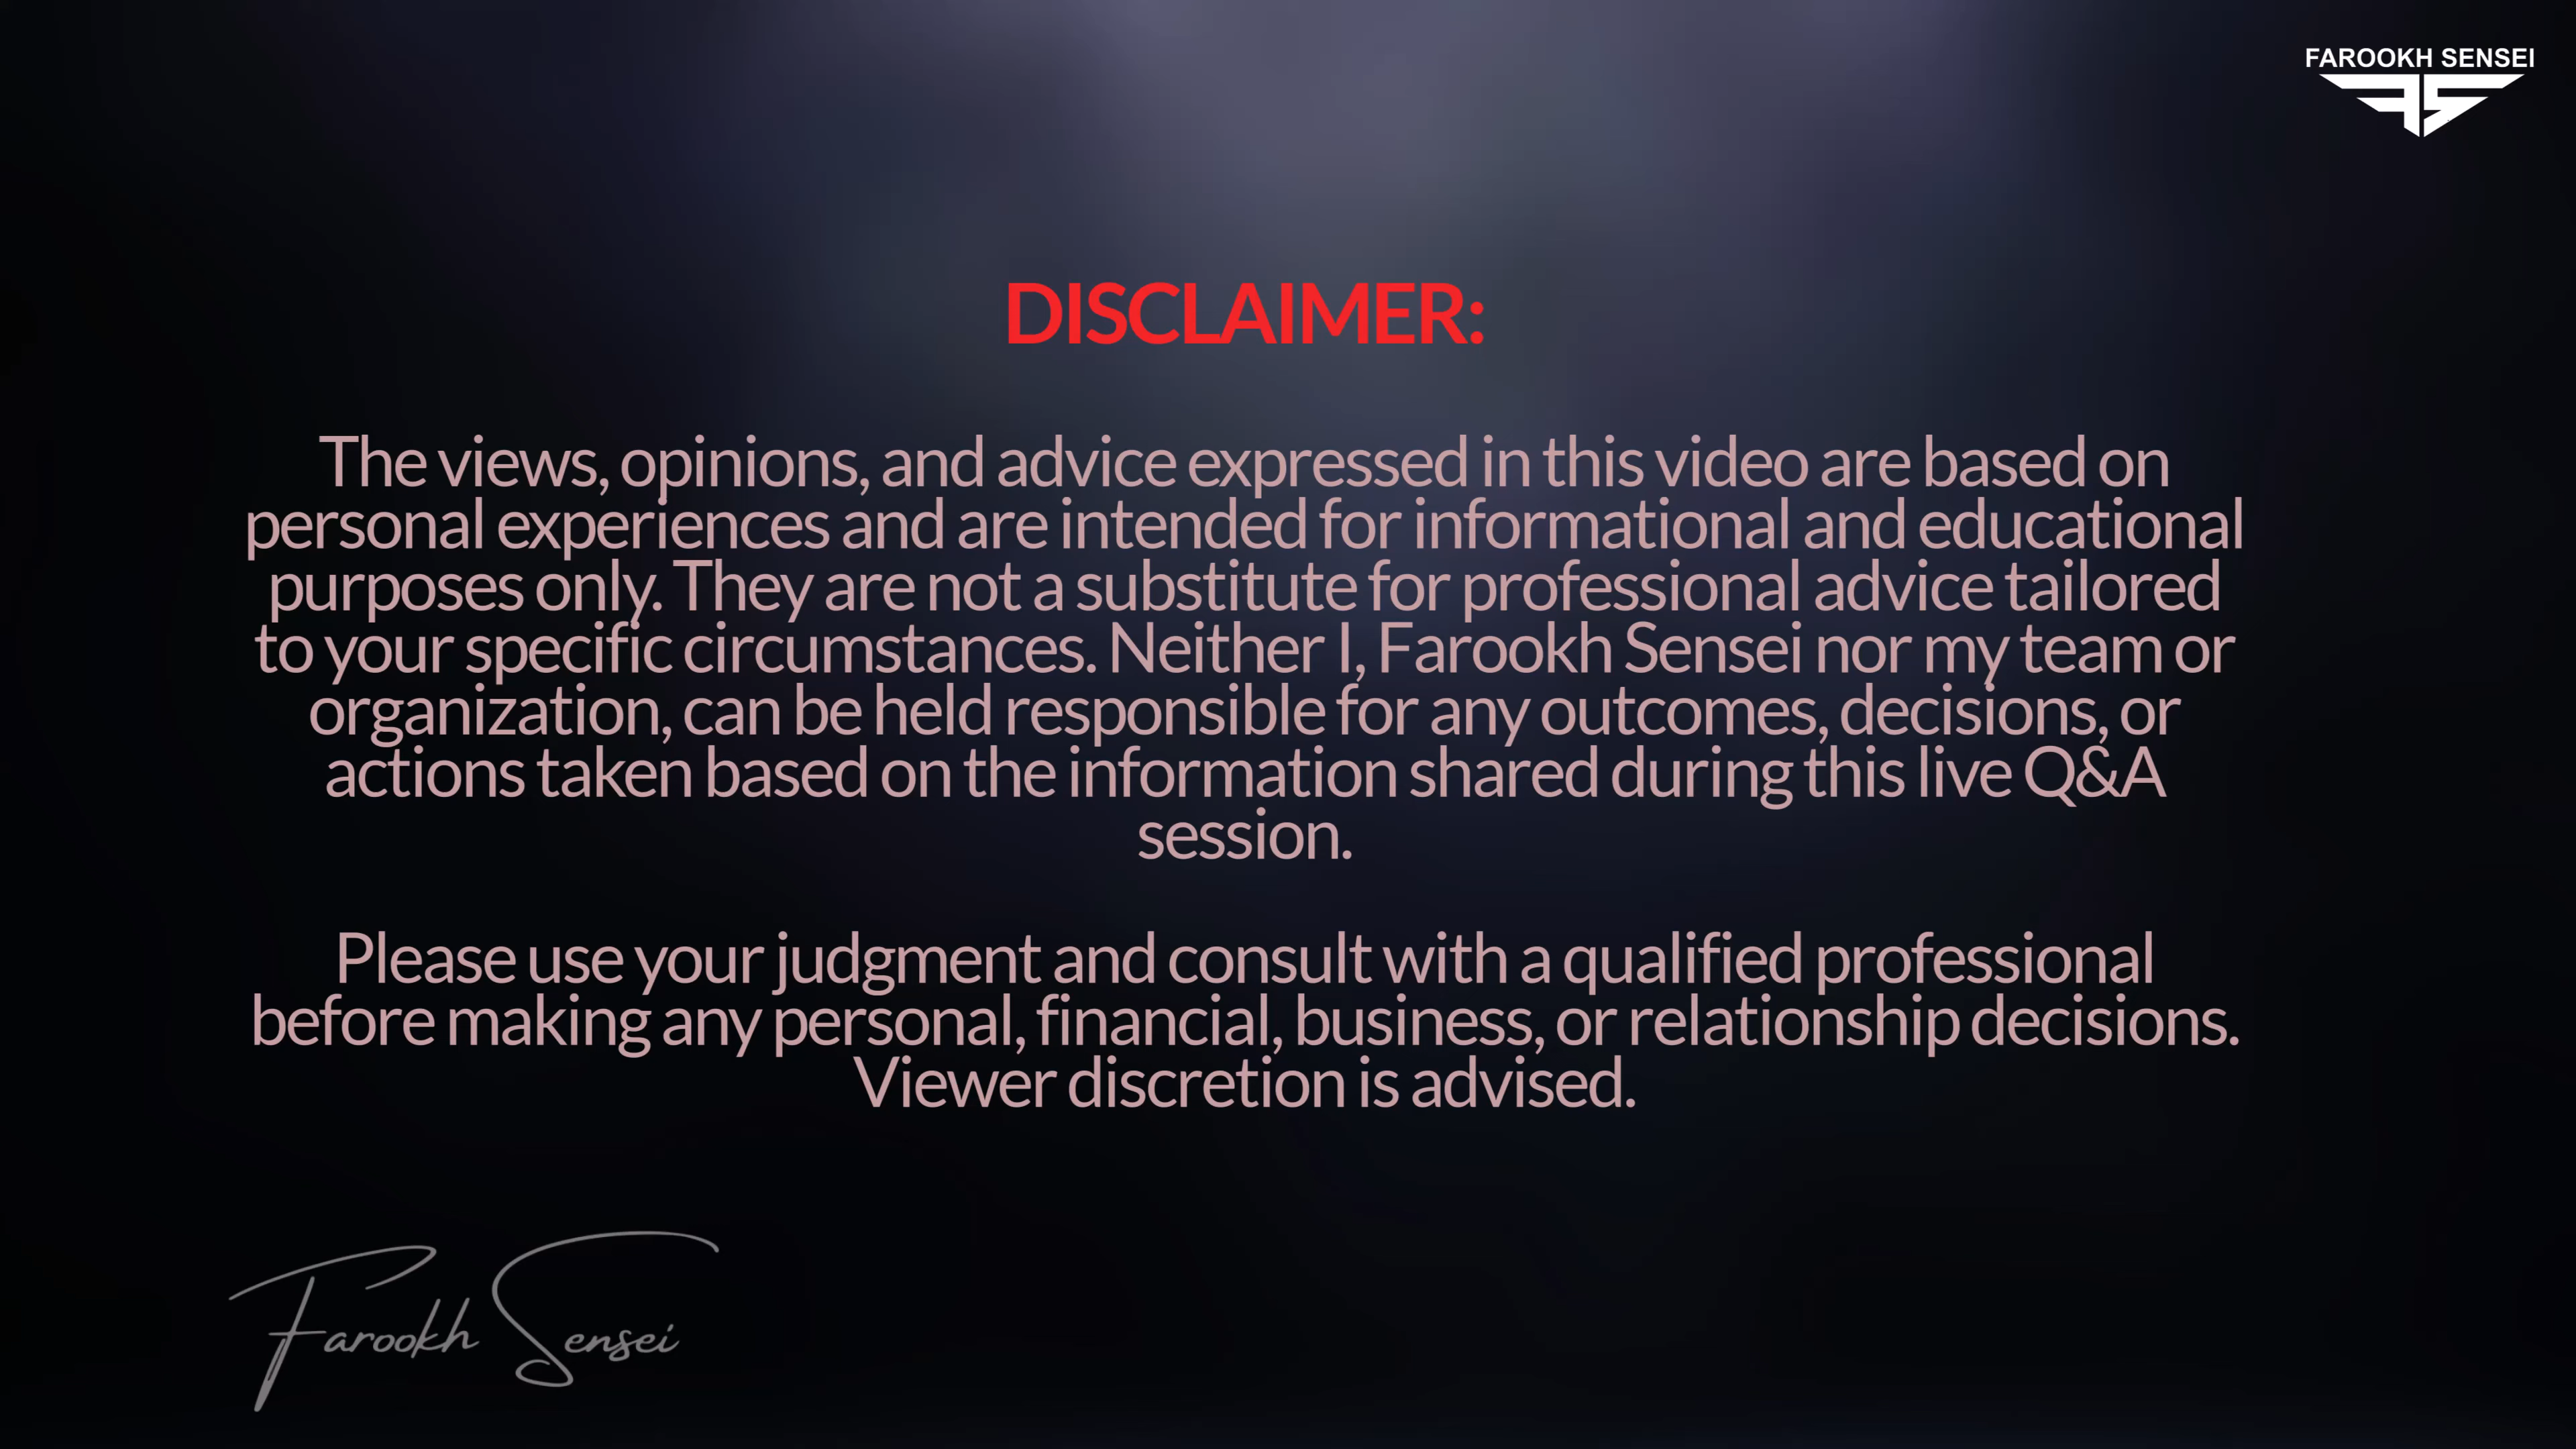 FAROOKH SENSEI
FS
DISCLAIMER:
The views, opinions, and advice expressed in this video are based on
personal experiences and are intended for informational and educational
purposes only. They are not a substitute for professional advice tailored
to your specific circumstances. Neither I, Farookh Sensei nor my team or
organization, can be held responsible for any outcomes, decisions, or
actions taken based on the information shared during this live Q&A
session.
Please use your judgment and consult with a qualified professional
before making any personal, financial, business, or relationship decisions.
Viewer discretion is advised.
Farookh Sensei